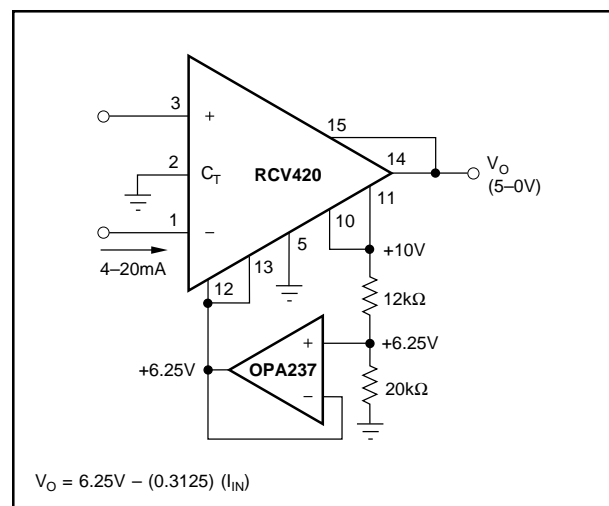 3
+
15
2
C_T
RCV420
14
V_O
(5–0V)
11
1
–
10
+10V
4–20mA
5
13
12
12kΩ
+
+6.25V
+6.25V
OPA237
–
20kΩ
V_O = 6.25V – (0.3125) (I_IN)